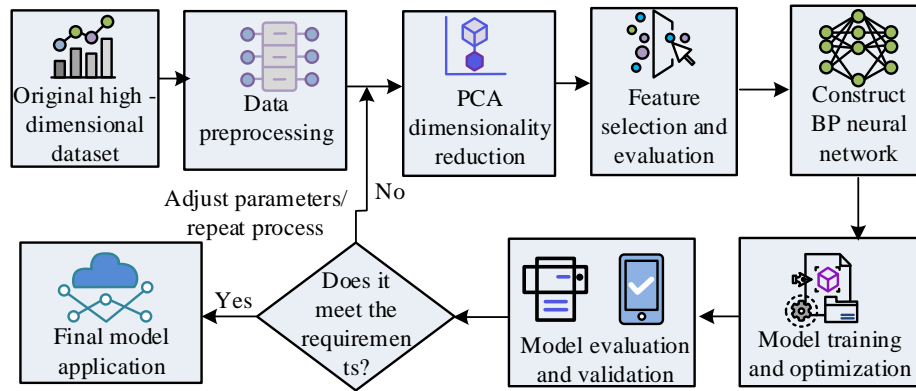 Original high -
dimensional
dataset
Data
preprocessing
PCA
dimensionality
reduction
Feature
selection and
evaluation
Construct
BP neural
network
Adjust parameters/
repeat process
No
Final model
application
Yes
Does it
meet the
requiremen
ts?
Model evaluation
and validation
Model training
and optimization